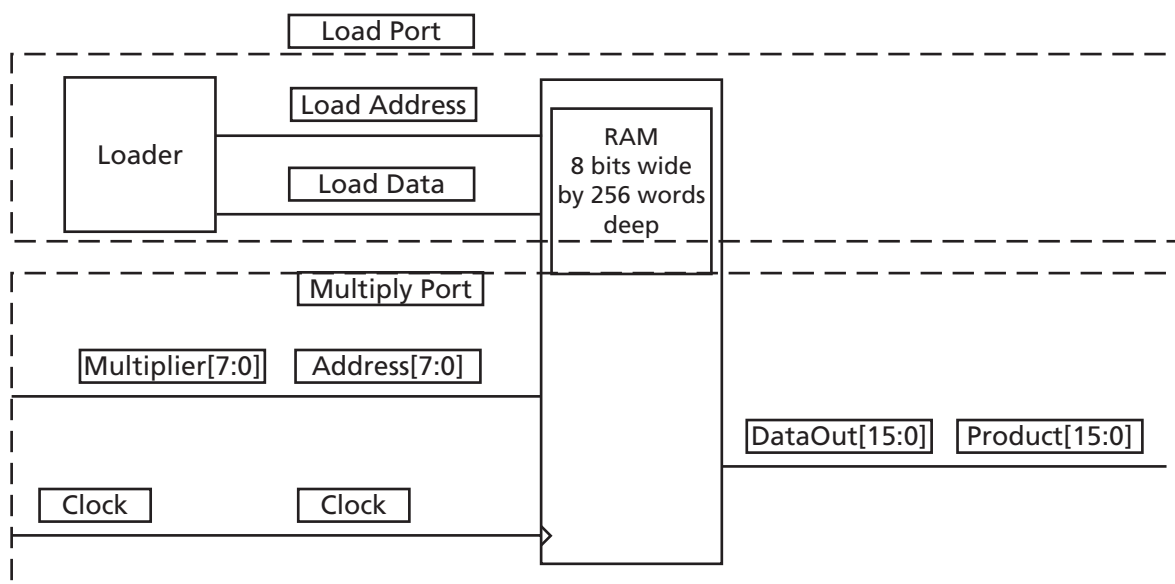 Load Port
Load Address
Loader
Load Data
RAM
8 bits wide
by 256 words
deep
Multiply Port
Multiplier[7:0]
Address[7:0]
DataOut[15:0]
Product[15:0]
Clock
Clock